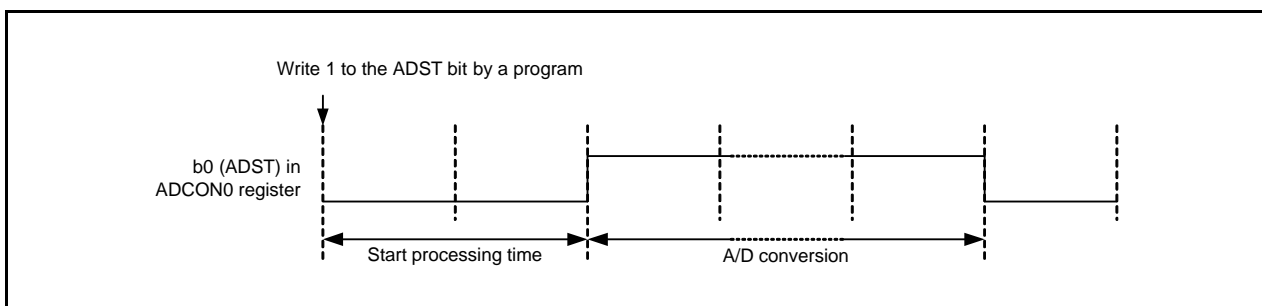 Write 1 to the ADST bit by a program
b0 (ADST) in
ADCON0 register
Start processing time
A/D conversion